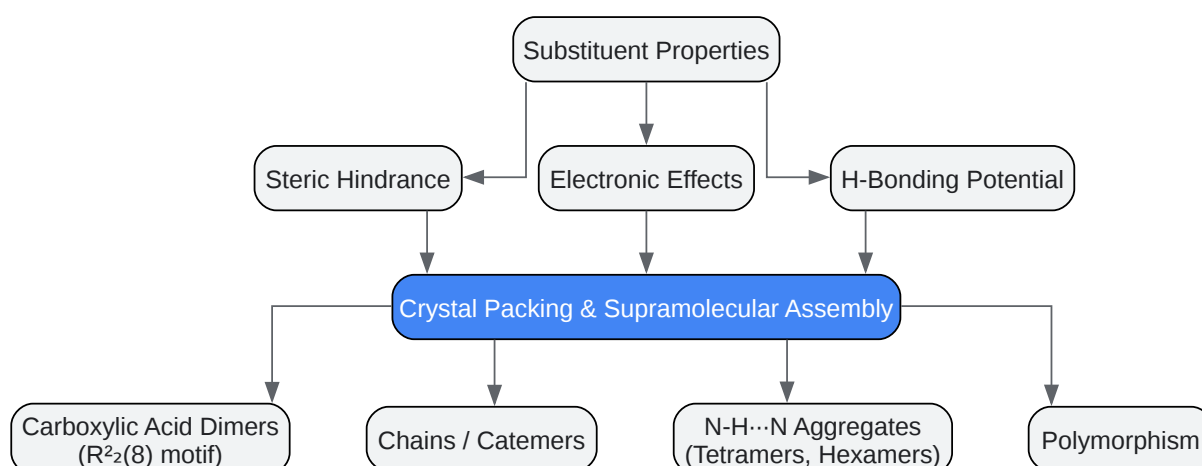 Substituent Properties
Steric Hindrance
Electronic Effects
H-Bonding Potential
Crystal Packing & Supramolecular Assembly
Carboxylic Acid Dimers
(R²₂(8) motif)
Chains / Catemers
N-H···N Aggregates
(Tetramers, Hexamers)
Polymorphism